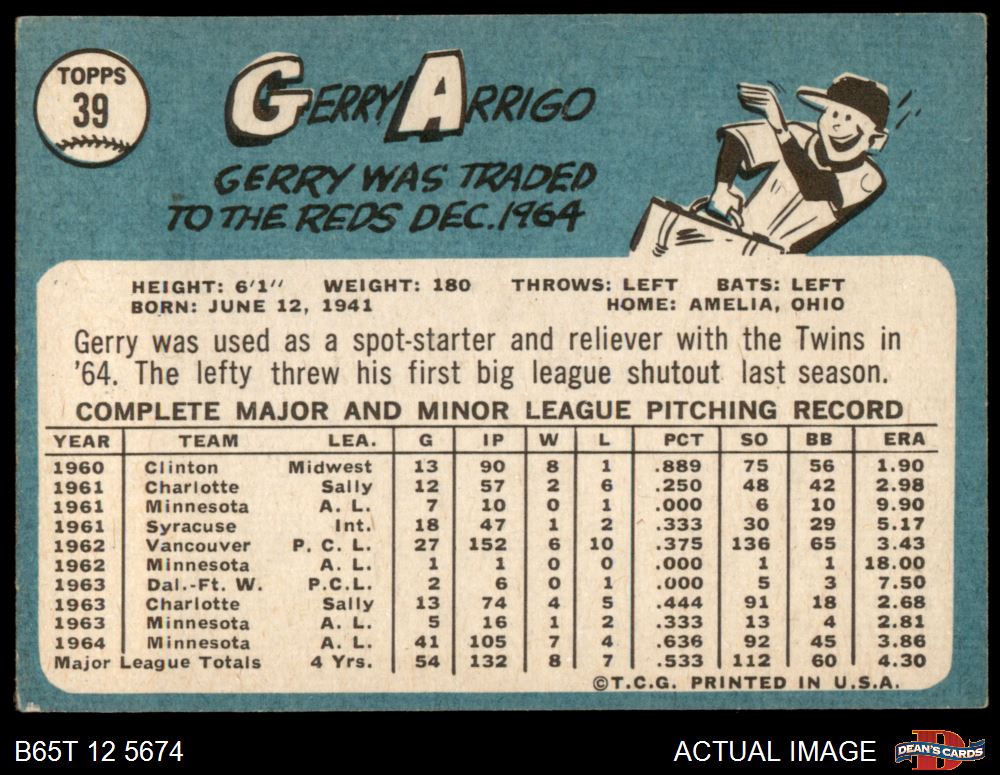 TOPPS
39
GERRY ARRIGO
GERRY WAS TRADED
TO THE REDS DEC. 1964
HEIGHT: 6'1" WEIGHT: 180 THROWS: LEFT BATS: LEFT
BORN: JUNE 12, 1941 HOME: AMELIA, OHIO
Gerry was used as a spot-starter and reliever with the Twins in
'64. The lefty threw his first big league shutout last season.
COMPLETE MAJOR AND MINOR LEAGUE PITCHING RECORD
YEAR TEAM LEA. G IP W L PCT SO BB ERA
1960 Clinton Midwest 13 90 8 1 .889 75 56 1.90
1961 Charlotte Sally 12 57 2 6 .250 48 42 2.98
1961 Minnesota A. L. 7 10 0 1 .000 6 10 9.90
1961 Syracuse Int. 18 47 1 2 .333 30 29 5.17
1962 Vancouver P. C. L. 27 152 6 10 .375 136 65 3.43
1962 Minnesota A. L. 1 1 0 0 .000 1 1 18.00
1963 Dal.-Ft. W. P.C.L. 2 6 0 1 .000 5 3 7.50
1963 Charlotte Sally 13 74 4 5 .444 91 18 2.68
1963 Minnesota A. L. 5 16 1 2 .333 13 4 2.81
1964 Minnesota A. L. 41 105 7 4 .636 92 45 3.86
Major League Totals 4 Yrs. 54 132 8 7 .533 112 60 4.30
©T.C.G. PRINTED IN U.S.A.
B65T 12 5674 ACTUAL IMAGE
D
DEAN'S CARDS